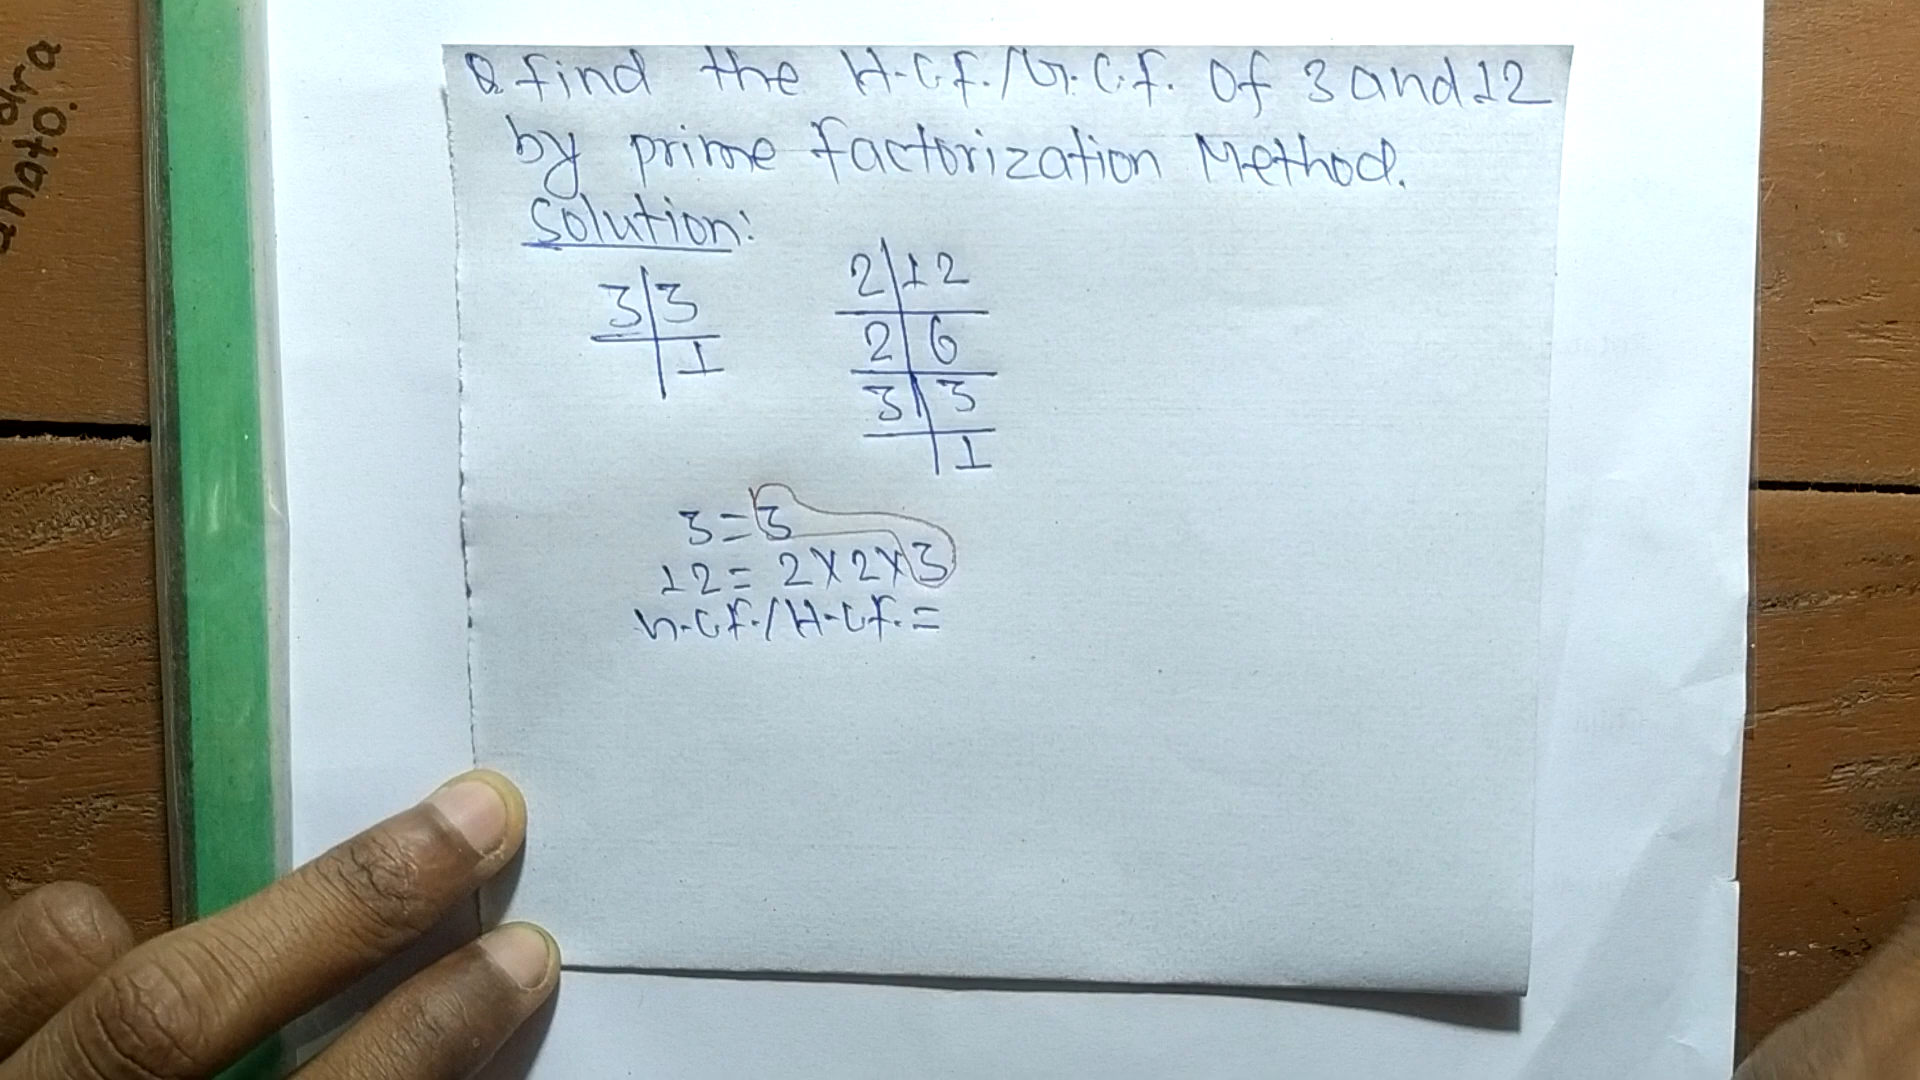 Q find the H.C.F./G.C.F. Of 3 and 12
by prime factorization Method.
Solution:
3|3
1
2|12
2|6
3|3
1
3=3
12= 2×2×3
G.C.F./H.C.F.=